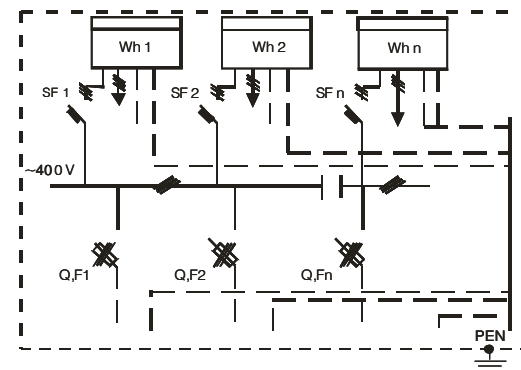 Wh 1 Wh 2 Wh n
SF 1 SF 2 SF n
~400 V
Q,F1 Q,F2 Q,Fn
PEN